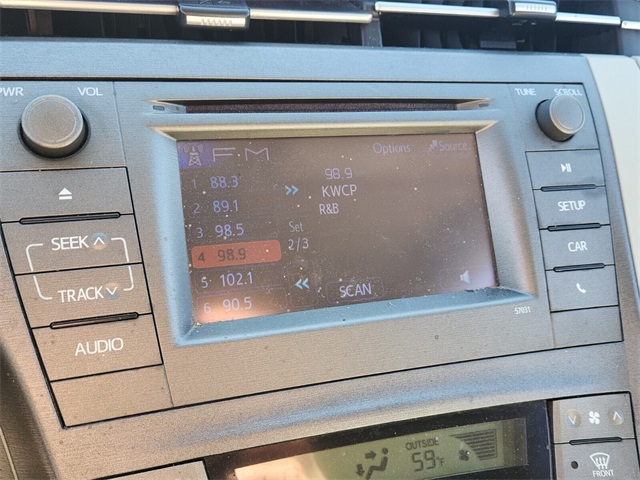 PWR VOL
TUNE SCROLL
FM Options Source
1 88.3
2 89.1
3 98.5
4 98.9
5 102.1
6 90.5
98.9
KWCP
R&B
Set
2/3
SCAN
57031
SEEK
TRACK
AUDIO
SETUP
CAR
OUTSIDE
59°F
FRONT